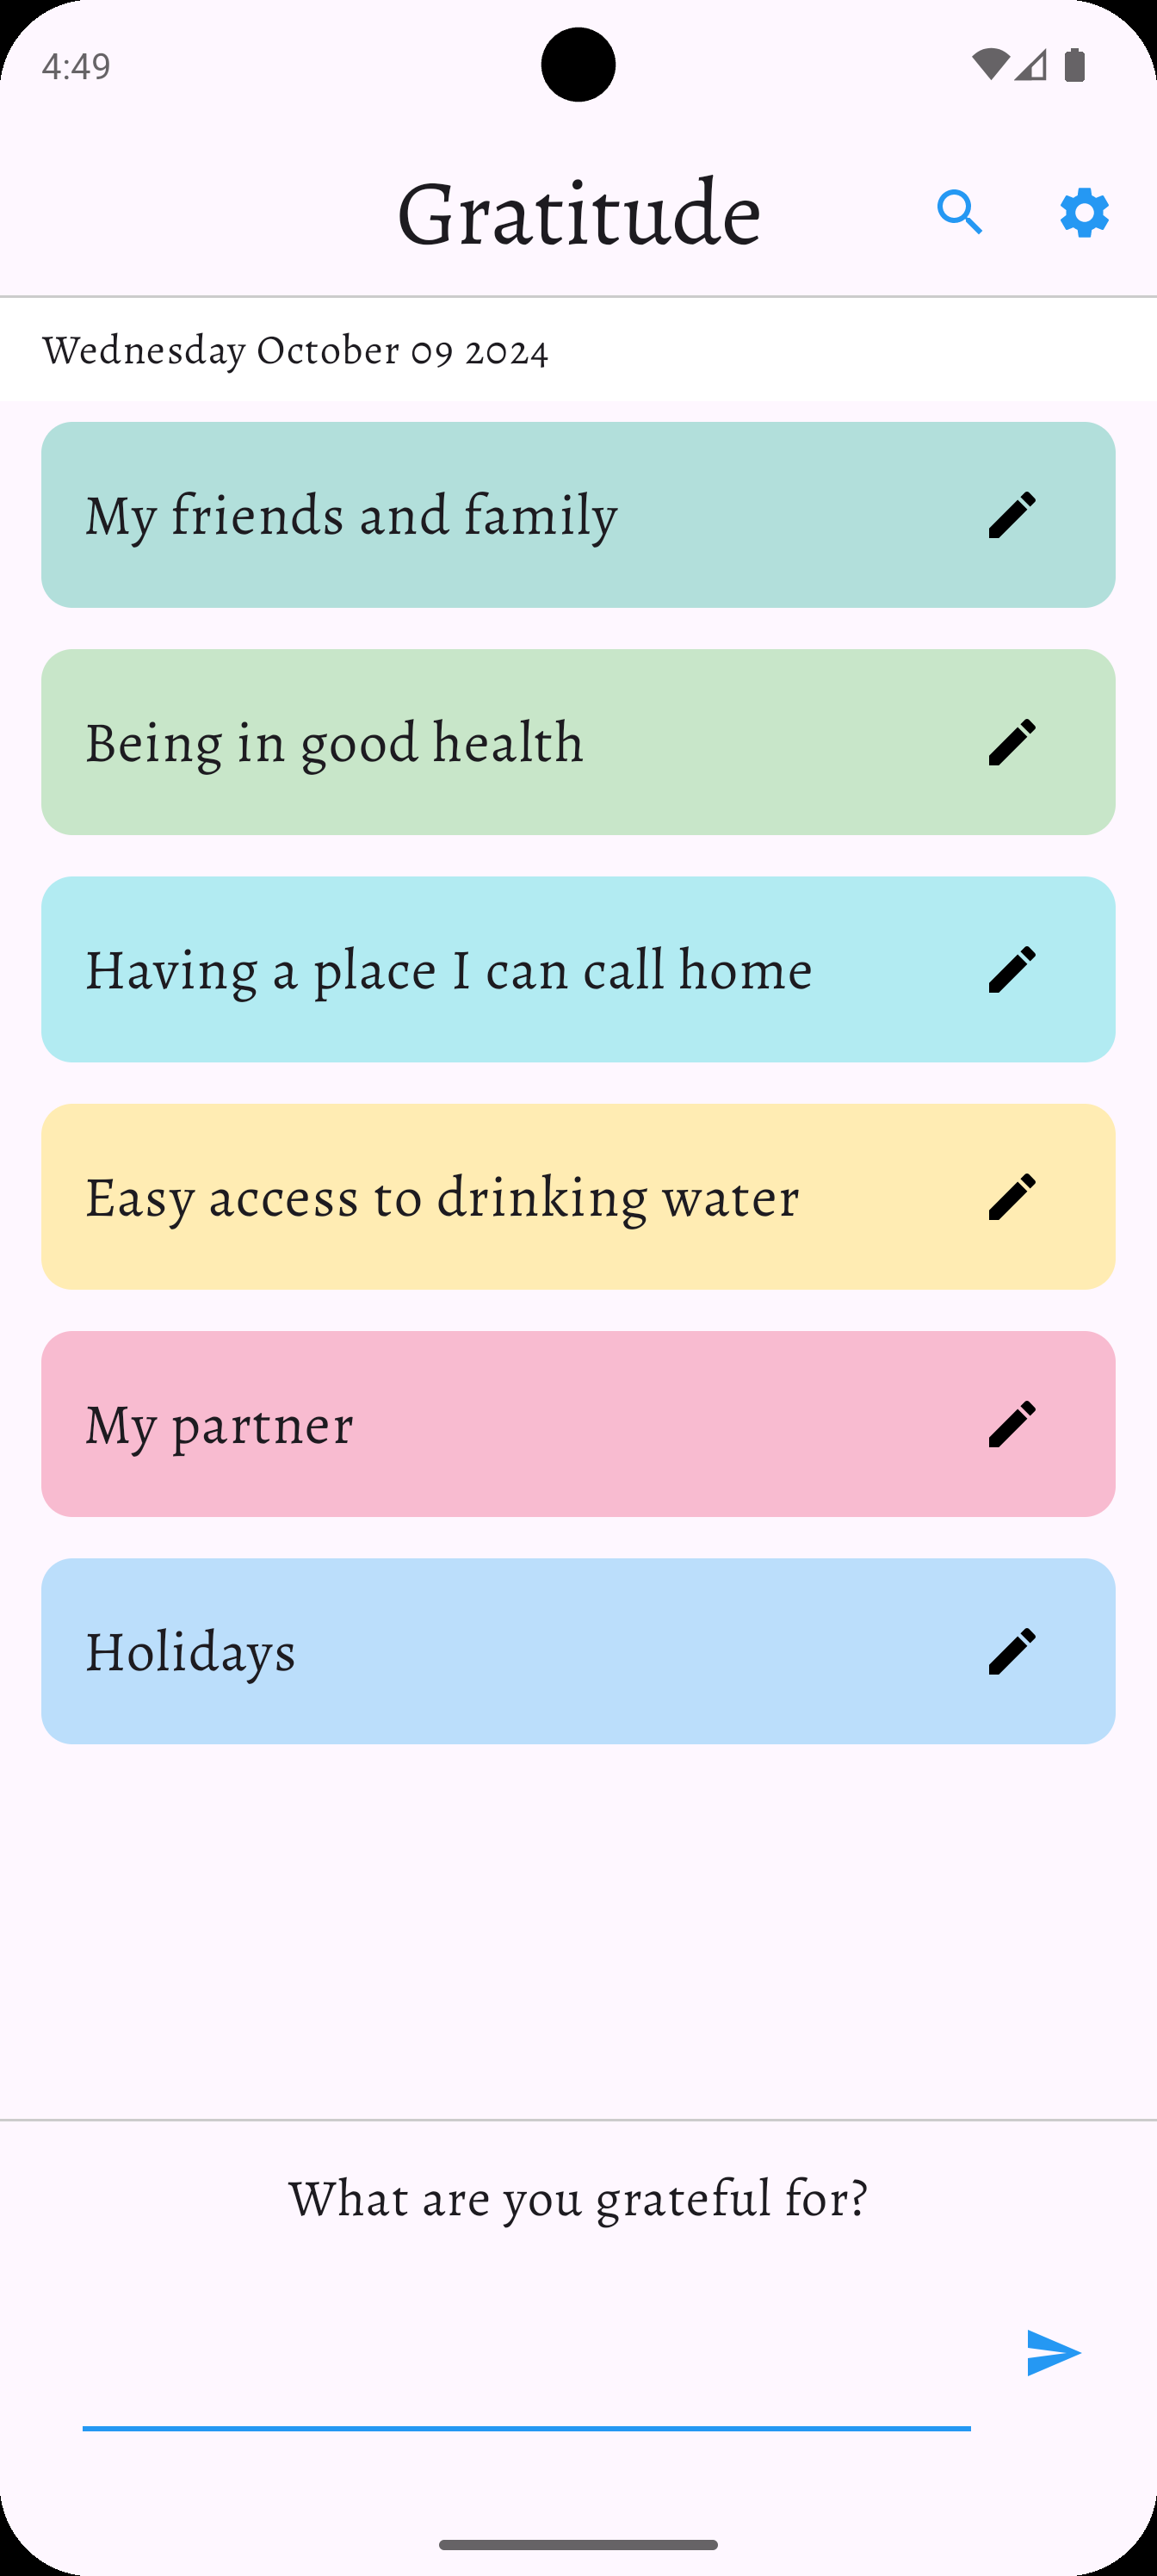 4:49
Gratitude
Wednesday October 09 2024
My friends and family
Being in good health
Having a place I can call home
Easy access to drinking water
My partner
Holidays
What are you grateful for?